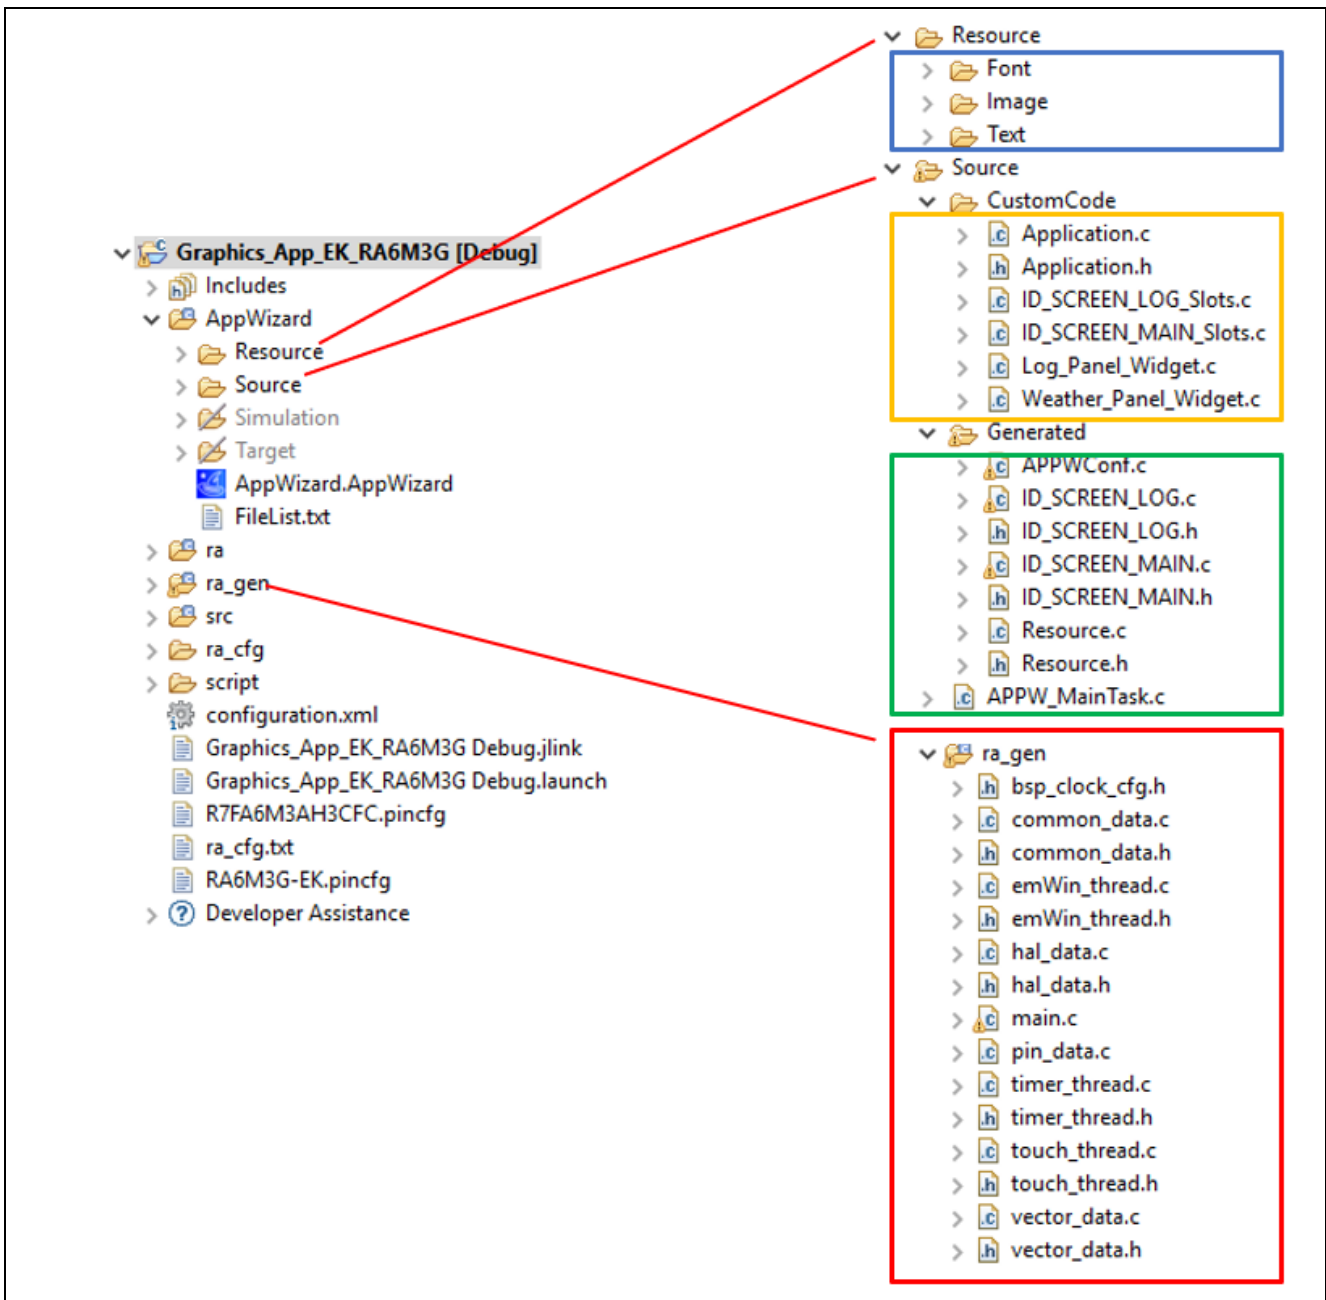 Graphics_App_EK_RA6M3G [Debug]
Includes
AppWizard
Resource
Source
Simulation
Target
AppWizard.AppWizard
FileList.txt
ra
ra_gen
src
ra_cfg
script
configuration.xml
Graphics_App_EK_RA6M3G Debug.jlink
Graphics_App_EK_RA6M3G Debug.launch
R7FA6M3AH3CFC.pincfg
ra_cfg.txt
RA6M3G-EK.pincfg
Developer Assistance
Resource
Font
Image
Text
Source
CustomCode
Application.c
Application.h
ID_SCREEN_LOG_Slots.c
ID_SCREEN_MAIN_Slots.c
Log_Panel_Widget.c
Weather_Panel_Widget.c
Generated
APPWConf.c
ID_SCREEN_LOG.c
ID_SCREEN_LOG.h
ID_SCREEN_MAIN.c
ID_SCREEN_MAIN.h
Resource.c
Resource.h
APPW_MainTask.c
ra_gen
bsp_clock_cfg.h
common_data.c
common_data.h
emWin_thread.c
emWin_thread.h
hal_data.c
hal_data.h
main.c
pin_data.c
timer_thread.c
timer_thread.h
touch_thread.c
touch_thread.h
vector_data.c
vector_data.h